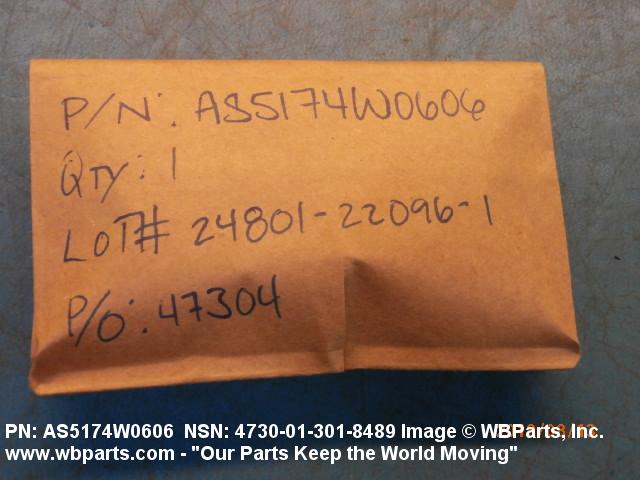 P/N: AS5174W0606
QTY: 1
LOT# 24801-22096-1
P/O: 47304
PN: AS5174W0606 NSN: 4730-01-301-8489 Image © WBParts, Inc.
www.wbparts.com - "Our Parts Keep the World Moving"